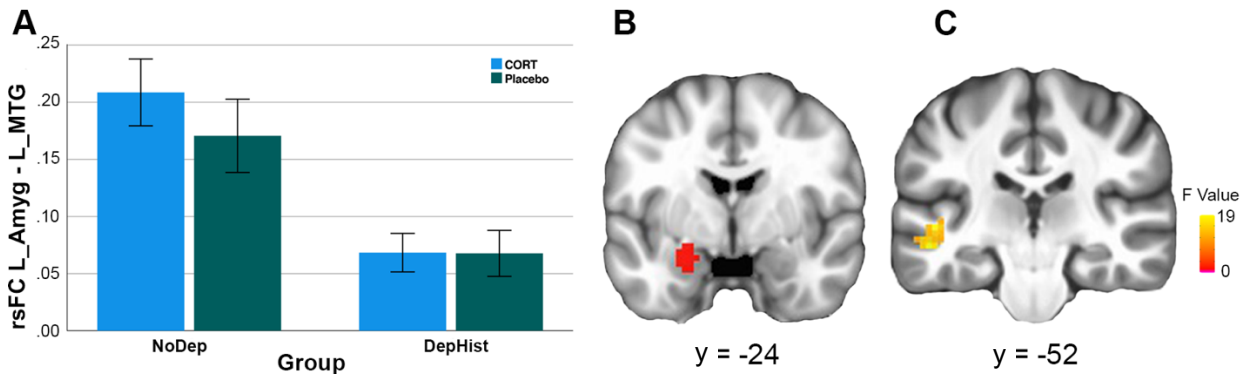 A
rsFC L_Amyg - L_MTG
.25
.20
.15
.10
.05
.00
CORT
Placebo
NoDep
DepHist
Group
B
y = -24
C
y = -52
F Value
19
0